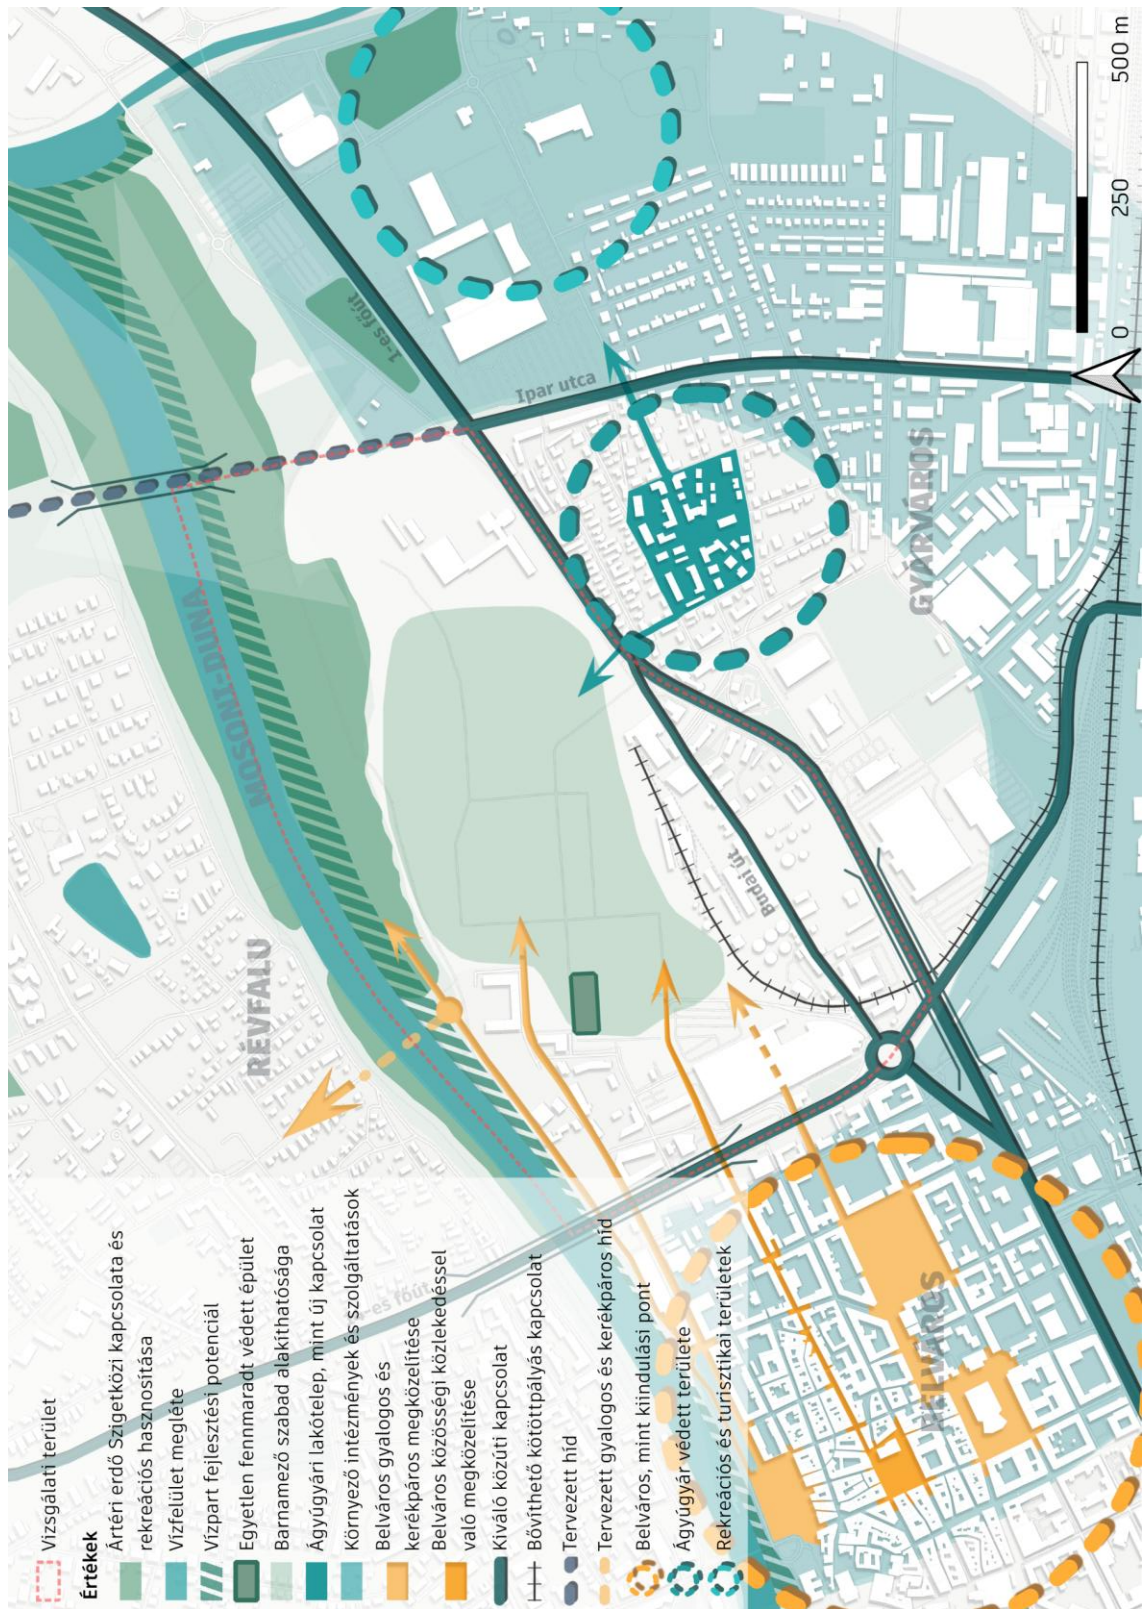 Vizsgálati terület
Értékek
Ártéri erdő Szigetközi kapcsolata és
rekreációs hasznosítása
Vízfelület megléte
Vízpart fejlesztési potenciál
Egyetlen fennmaradt védett épület
Barnamező szabad alakíthatósága
Ágyúgyári lakótelep, mint új kapcsolat
Környező intézmények és szolgáltatások
Belváros gyalogos és
kerékpáros megközelítése
Belváros közösségi közlekedéssel
való megközelítése
Kiváló közúti kapcsolat
Bővíthető kötöttpályás kapcsolat
Tervezett híd
Tervezett gyalogos és kerékpáros híd
Belváros, mint kiindulási pont
Ágyúgyár védett területe
Rekreációs és turisztikai területek
RÉVFALU
MOSONI-DUNA
1-es főút
-es főút
Ipar utca
Budai út
GYÁRVÁROS
BELVÁROS
0 250 500 m